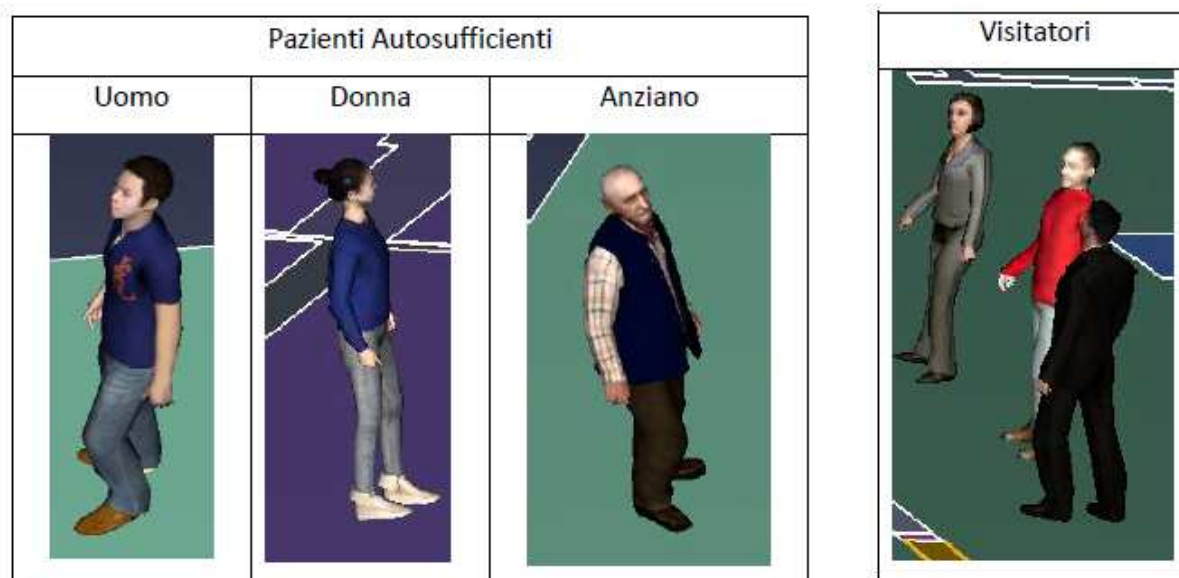 Pazienti Autosufficienti
Uomo
Donna
Anziano
Visitatori